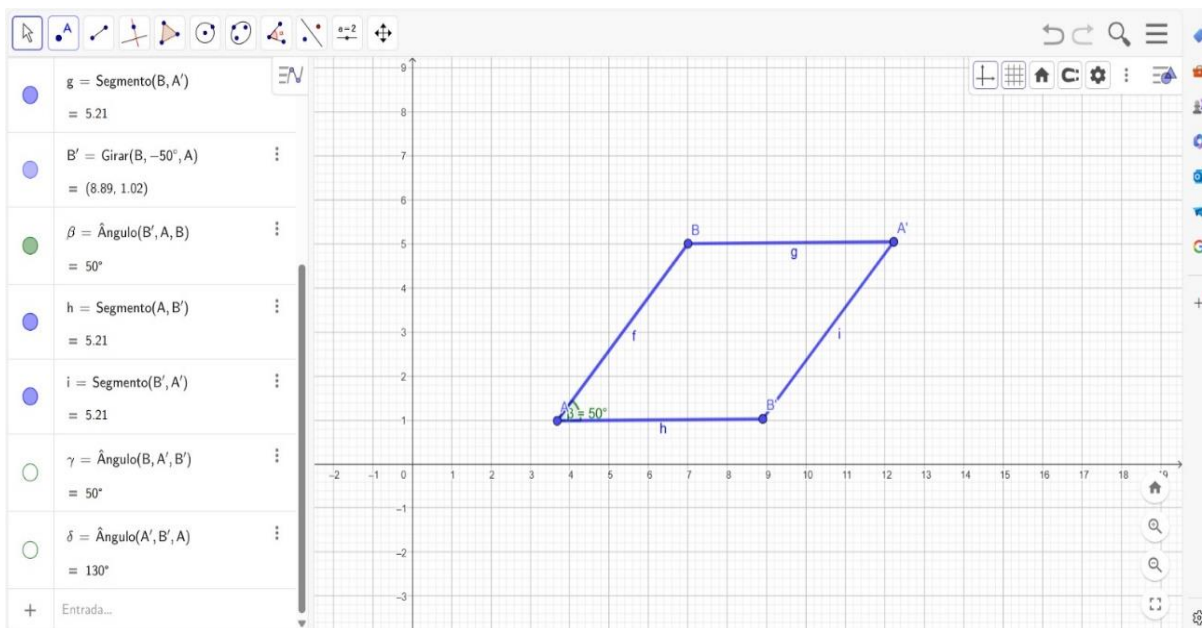 A
a=2
g = Segmento(B, A′)
= 5.21
B′ = Girar(B, −50°, A)
= (8.89, 1.02)
β = Ângulo(B′, A, B)
= 50°
h = Segmento(A, B′)
= 5.21
i = Segmento(B′, A′)
= 5.21
γ = Ângulo(B, A′, B′)
= 50°
δ = Ângulo(A′, B′, A)
= 130°
+ Entrada...
9
8
7
6
5
4
3
2
1
0
−1
−2
−3
−2 −1 0 1 2 3 4 5 6 7 8 9 10 11 12 13 14 15 16 17 18 19
B
A'
g
f
i
A
β = 50°
B'
h